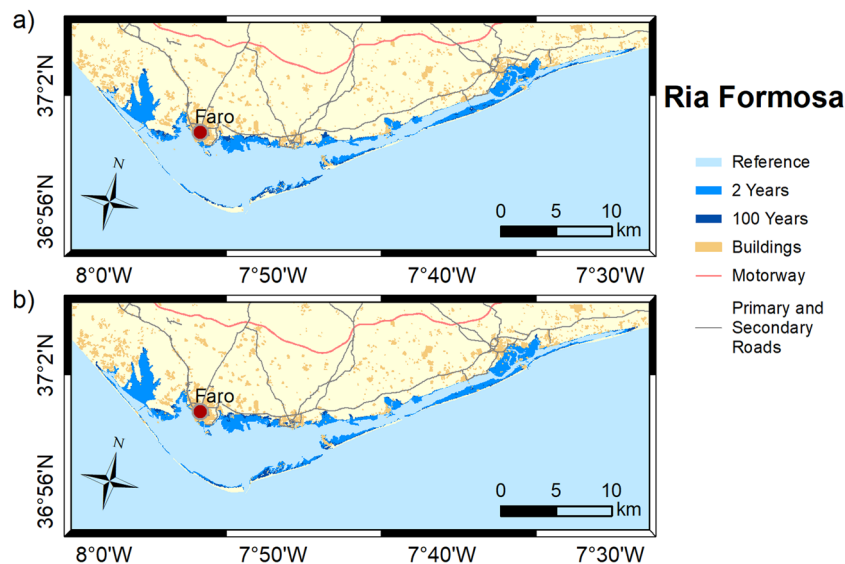 a)
37°2'N
36°56'N
Faro
N
0 5 10
km
8°0'W 7°50'W 7°40'W 7°30'W
b)
37°2'N
36°56'N
Faro
N
0 5 10
km
8°0'W 7°50'W 7°40'W 7°30'W
Ria Formosa
Reference
2 Years
100 Years
Buildings
Motorway
Primary and
Secondary
Roads